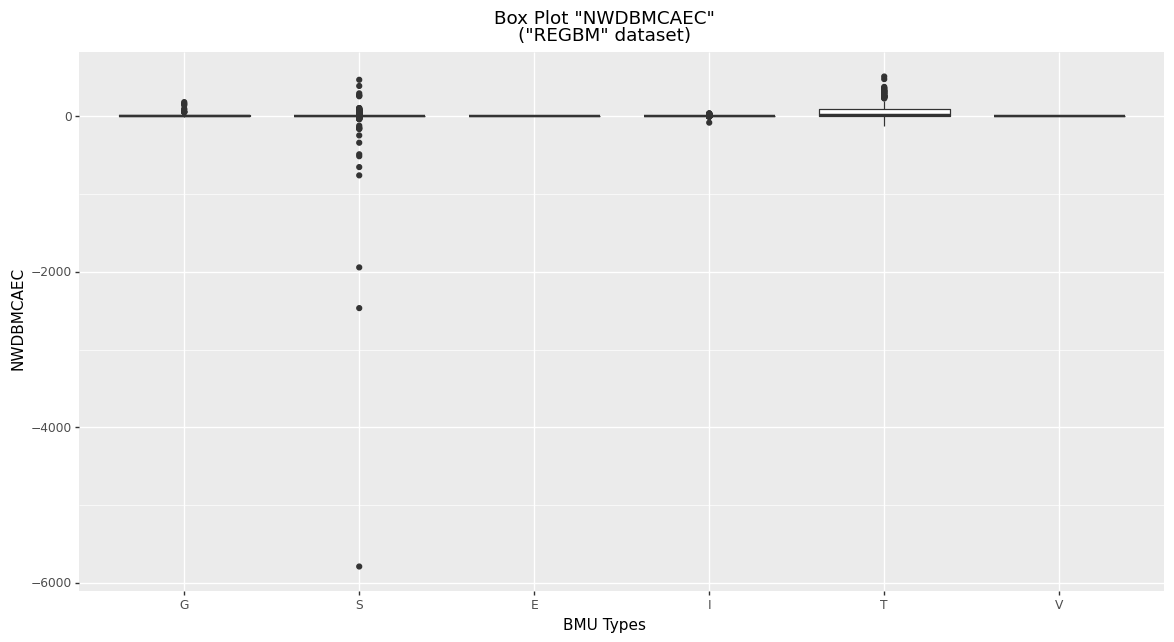 Box Plot "NWDBMCAEC"
("REGBM" dataset)
NWDBMCAEC
0
−2000
−4000
−6000
G S E I T V
BMU Types